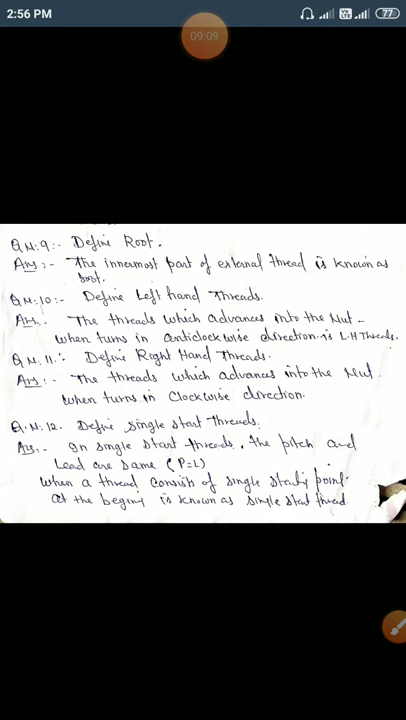 2:56 PM
Vo LTE
77
09:09
Q N:9:- Define Root.
Ans:- The innermost part of external thread is known as
root.
Q N:10:- Define Left hand Threads.
Ans.- The threads which advances into the Nut-
when turns in anticlockwise direction is L.H Threads.
Q N. 11.:- Define Right Hand Threads.
Ans:- The threads which advances into the Nut.
when turns in Clockwise direction.
Q.N. 12. Define Single start Threads.
Ans.- In single start threads, the pitch and
Lead are same (P=L)
When a thread consists of single starting point
at the begining is known as single start thread